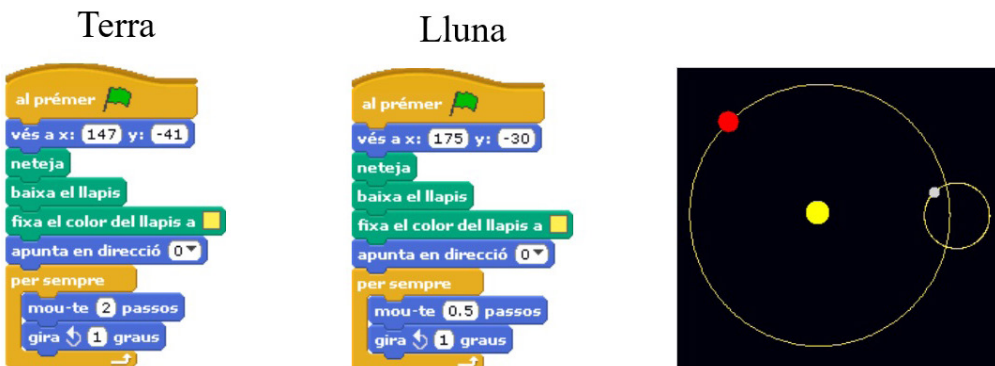 Terra
al prémer
vés a x: 147 y: -41
neteja
baixa el llapis
fixa el color del llapis a
apunta en direcció 0
per sempre
mou-te 2 passos
gira 1 graus
Lluna
al prémer
vés a x: 175 y: -30
neteja
baixa el llapis
fixa el color del llapis a
apunta en direcció 0
per sempre
mou-te 0.5 passos
gira 1 graus